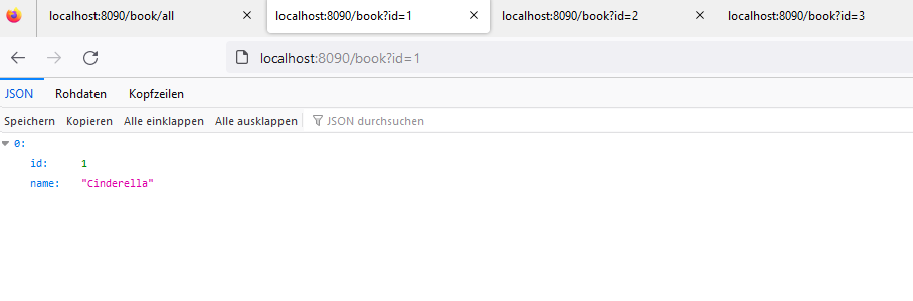 localhost:8090/book/all localhost:8090/book?id=1 localhost:8090/book?id=2 localhost:8090/book?id=3
localhost:8090/book?id=1
JSON Rohdaten Kopfzeilen
Speichern Kopieren Alle einklappen Alle ausklappen JSON durchsuchen
0:
id: 1
name: "Cinderella"